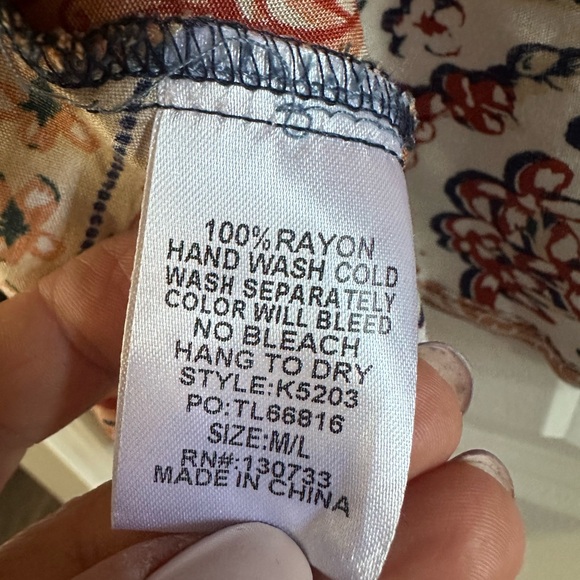 100% RAYON
HAND WASH COLD
WASH SEPARATELY
COLOR WILL BLEED
NO BLEACH
HANG TO DRY
STYLE:K5203
PO:TL66816
SIZE:M/L
RN#:130733
MADE IN CHINA